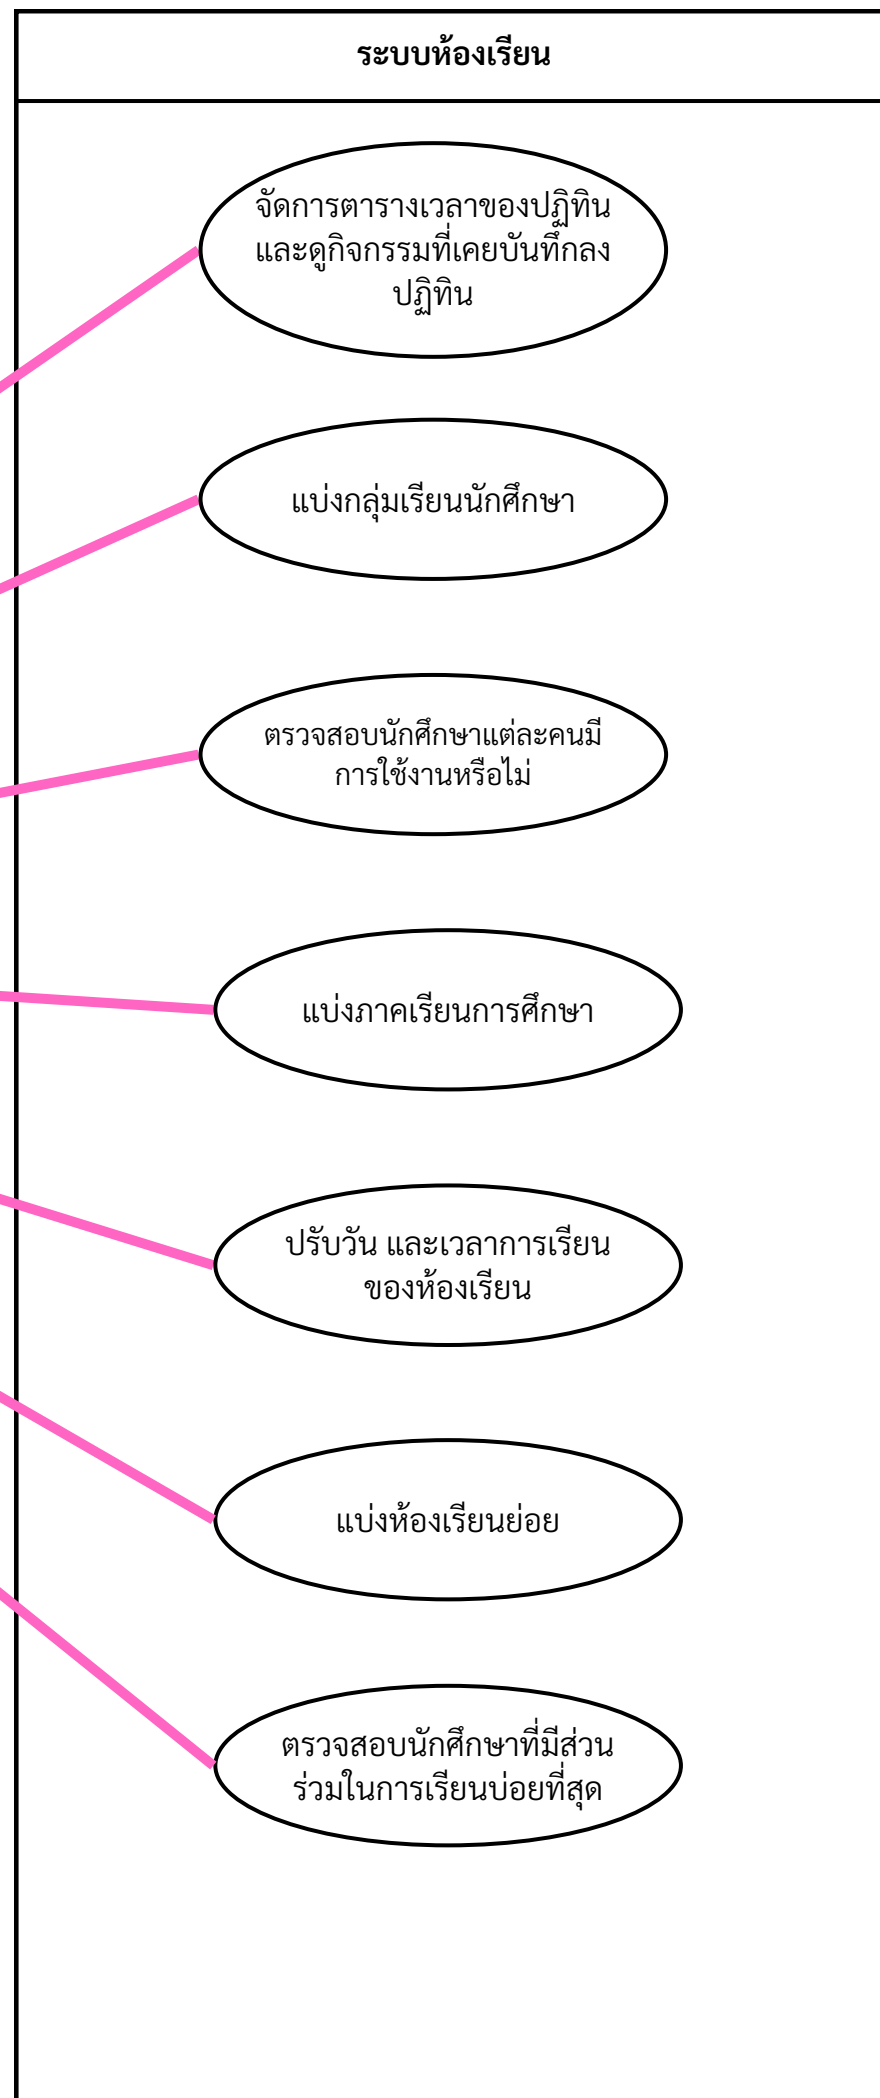 ระบบห้องเรียน
จัดการตารางเวลาของปฏิทิน
และดูกิจกรรมที่เคยบันทึกลง
ปฏิทิน
แบ่งกลุ่มเรียนนักศึกษา
ตรวจสอบนักศึกษาแต่ละคนมี
การใช้งานหรือไม่
แบ่งภาคเรียนการศึกษา
ปรับวัน และเวลาการเรียน
ของห้องเรียน
แบ่งห้องเรียนย่อย
ตรวจสอบนักศึกษาที่มีส่วน
ร่วมในการเรียนบ่อยที่สุด